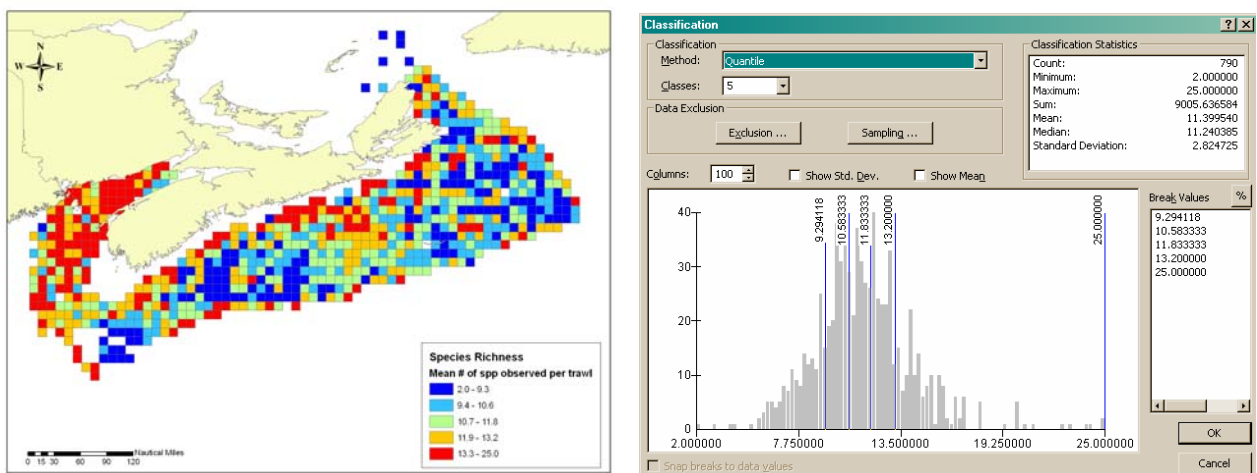 N
W E
S
Species Richness
Mean # of spp observed per trawl
2.0 - 9.3
9.4 - 10.6
10.7 - 11.8
11.9 - 13.2
13.3 - 25.0
Nautical Miles
0 15 30 60 90 120
Classification
Classification
Method: Quantile
Classes: 5
Data Exclusion
Exclusion ...
Sampling ...
Classification Statistics
Count: 790
Minimum: 2.000000
Maximum: 25.000000
Sum: 9005.636584
Mean: 11.399540
Median: 11.240385
Standard Deviation: 2.824725
Columns: 100
Show Std. Dev.
Show Mean
Break Values
%
9.294118
10.583333
11.833333
13.200000
25.000000
40
30
20
10
0
9.294118
10.583333
11.833333
13.200000
25.000000
2.000000 7.750000 13.500000 19.250000 25.000000
OK
Cancel
Snap breaks to data values